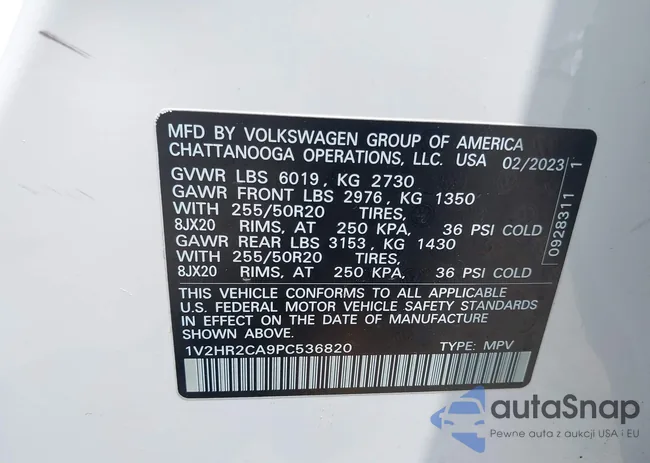 MFD BY VOLKSWAGEN GROUP OF AMERICA
CHATTANOOGA OPERATIONS, LLC. USA 02/2023
GVWR LBS 6019, KG 2730
GAWR FRONT LBS 2976, KG 1350
WITH 255/50R20 TIRES,
8JX20 RIMS, AT 250 KPA, 36 PSI COLD
GAWR REAR LBS 3153, KG 1430
WITH 255/50R20 TIRES,
8JX20 RIMS, AT 250 KPA, 36 PSI COLD
THIS VEHICLE CONFORMS TO ALL APPLICABLE
U.S. FEDERAL MOTOR VEHICLE SAFETY STANDARDS
IN EFFECT ON THE DATE OF MANUFACTURE
SHOWN ABOVE.
1V2HR2CA9PC536820 TYPE: MPV
0928311 1
autaSnap
Pewne auta z aukcji USA i EU